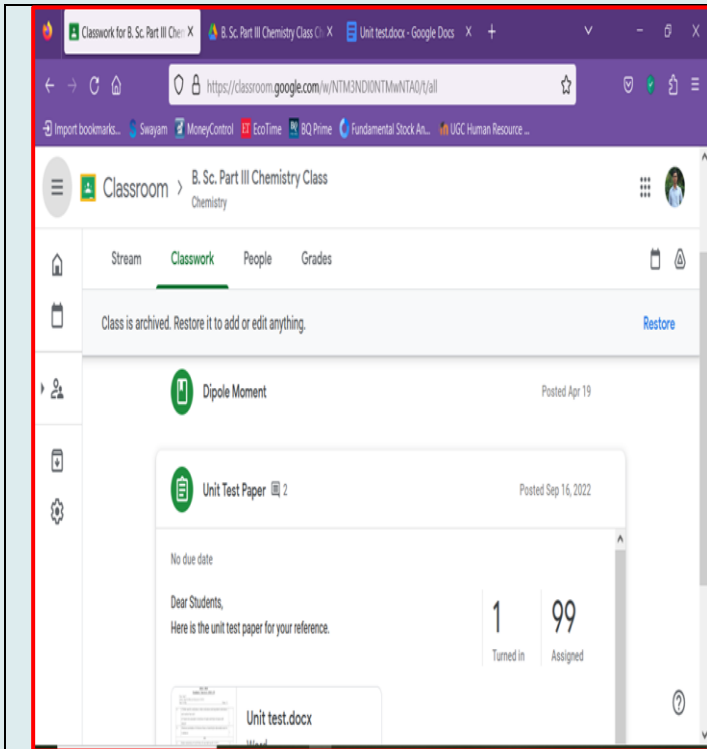 Classwork for B. Sc. Part III Chem X B. Sc. Part III Chemistry Class Ch X Unit test.docx - Google Docs X + X
https://classroom.google.com/w/NTM3NDI0NTMwNTA0/t/all
Import bookmarks... Swayam MoneyControl ET EcoTime BQ BQ Prime Fundamental Stock An... UGC Human Resource ...
Classroom > B. Sc. Part III Chemistry Class
Chemistry
Stream Classwork People Grades
Class is archived. Restore it to add or edit anything. Restore
Dipole Moment Posted Apr 19
Unit Test Paper 2 Posted Sep 16, 2022
No due date
Dear Students,
Here is the unit test paper for your reference.
1 99
Turned in Assigned
Unit test.docx
Word